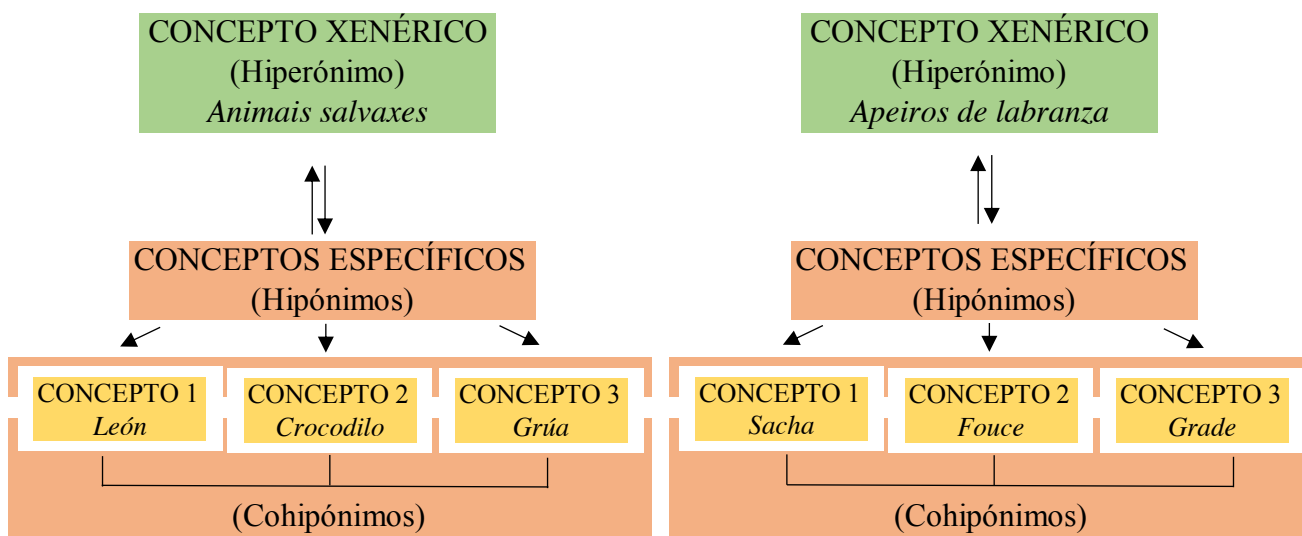 CONCEPTO XENÉRICO
(Hiperónimo)
Animais salvaxes
CONCEPTOS ESPECÍFICOS
(Hipónimos)
CONCEPTO 1
León
CONCEPTO 2
Crocodilo
CONCEPTO 3
Grúa
(Cohipónimos)
CONCEPTO XENÉRICO
(Hiperónimo)
Apeiros de labranza
CONCEPTOS ESPECÍFICOS
(Hipónimos)
CONCEPTO 1
Sacha
CONCEPTO 2
Fouce
CONCEPTO 3
Grade
(Cohipónimos)